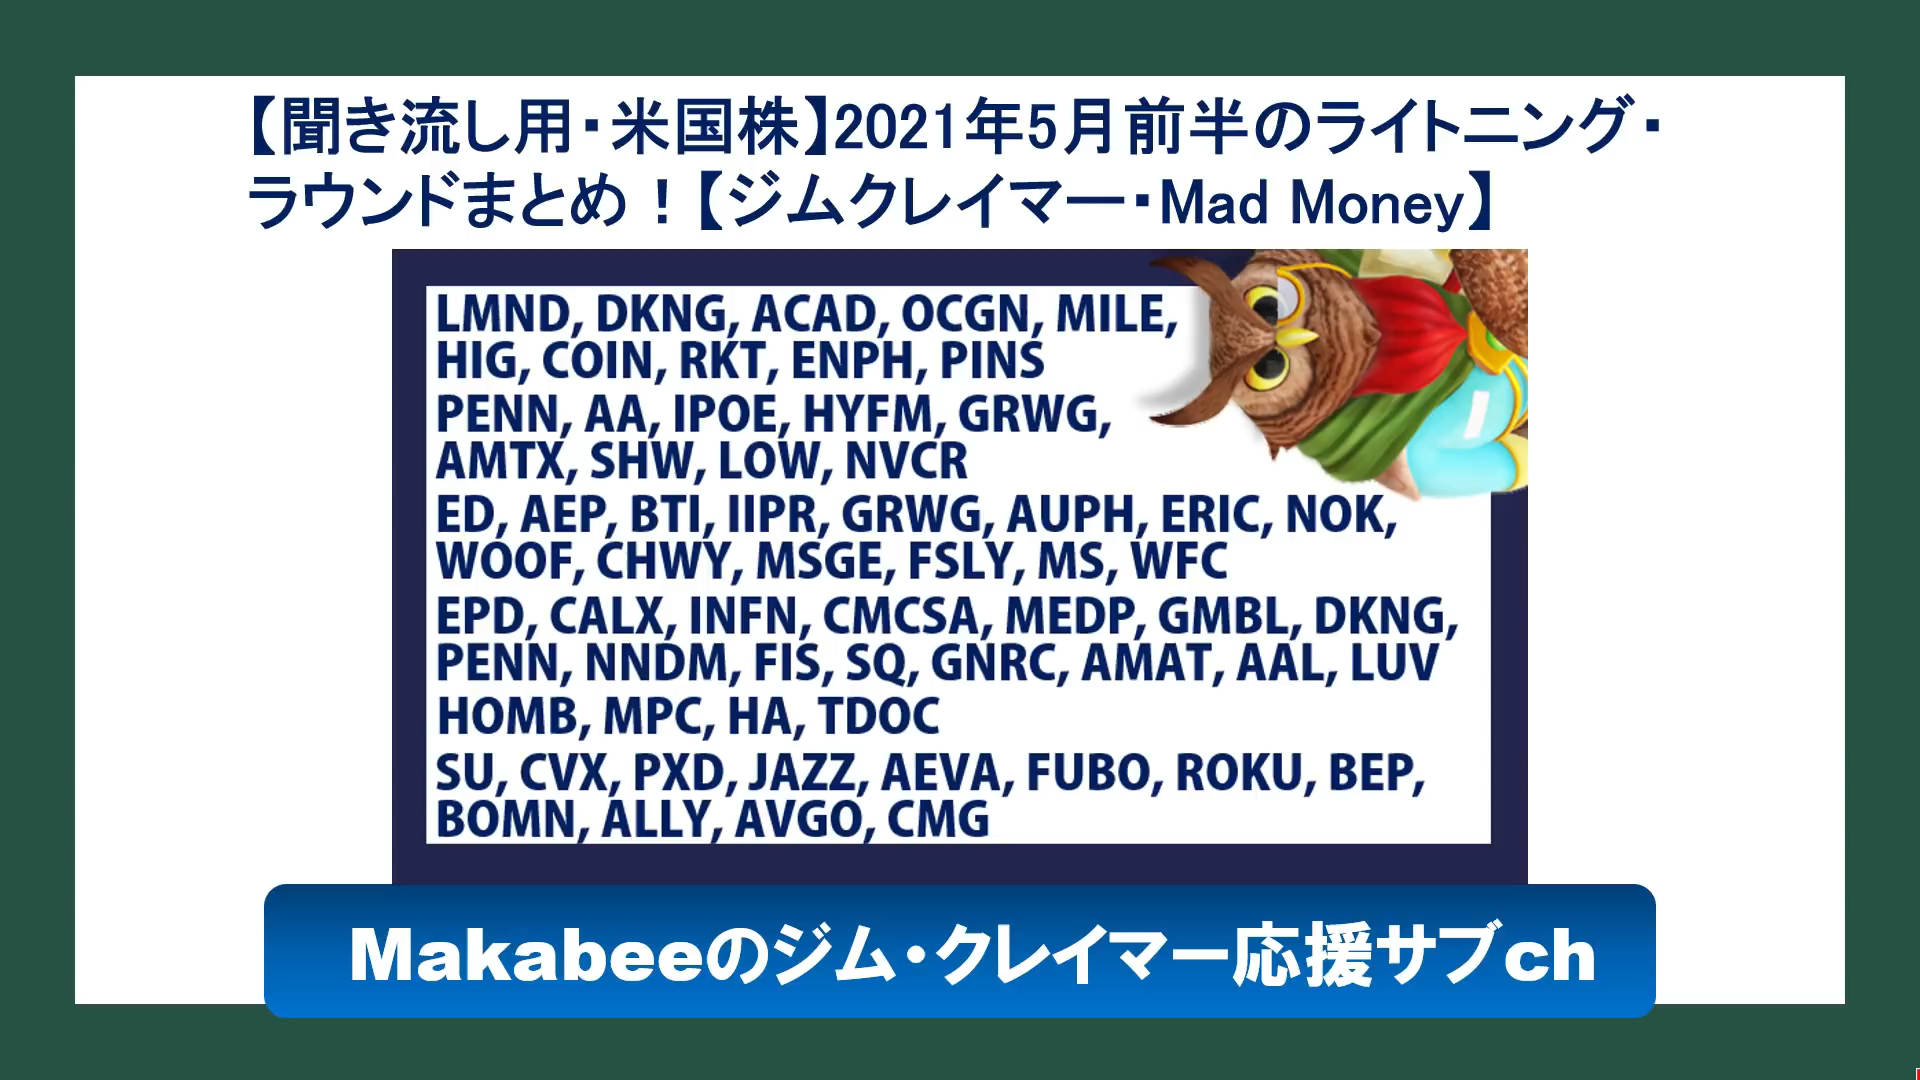 【聞き流し用・米国株】2021年5月前半のライトニング・
ラウンドまとめ！【ジムクレイマー・Mad Money】
LMND, DKNG, ACAD, OCGN, MILE,
HIG, COIN, RKT, ENPH, PINS
PENN, AA, IPOE, HYFM, GRWG,
AMTX, SHW, LOW, NVCR
ED, AEP, BTI, IIPR, GRWG, AUPH, ERIC, NOK,
WOOF, CHWY, MSGE, FSLY, MS, WFC
EPD, CALX, INFN, CMCSA, MEDP, GMBL, DKNG,
PENN, NNDM, FIS, SQ, GNRC, AMAT, AAL, LUV
HOMB, MPC, HA, TDOC
SU, CVX, PXD, JAZZ, AEVA, FUBO, ROKU, BEP,
BOMN, ALLY, AVGO, CMG
Makabeeのジム・クレイマー応援サブch